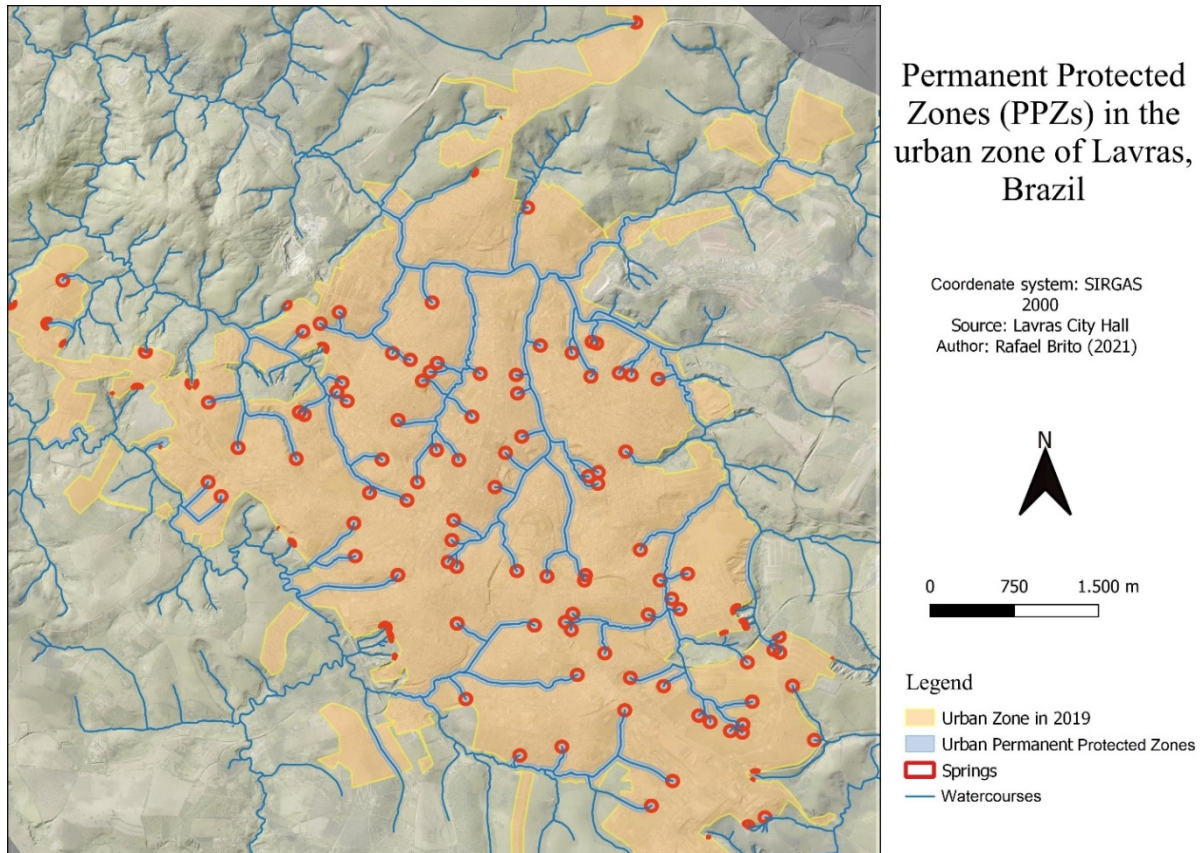 Permanent Protected
Zones (PPZs) in the
urban zone of Lavras,
Brazil
Coordenate system: SIRGAS
2000
Source: Lavras City Hall
Author: Rafael Brito (2021)
N
0 750 1.500 m
Legend
Urban Zone in 2019
Urban Permanent Protected Zones
Springs
Watercourses